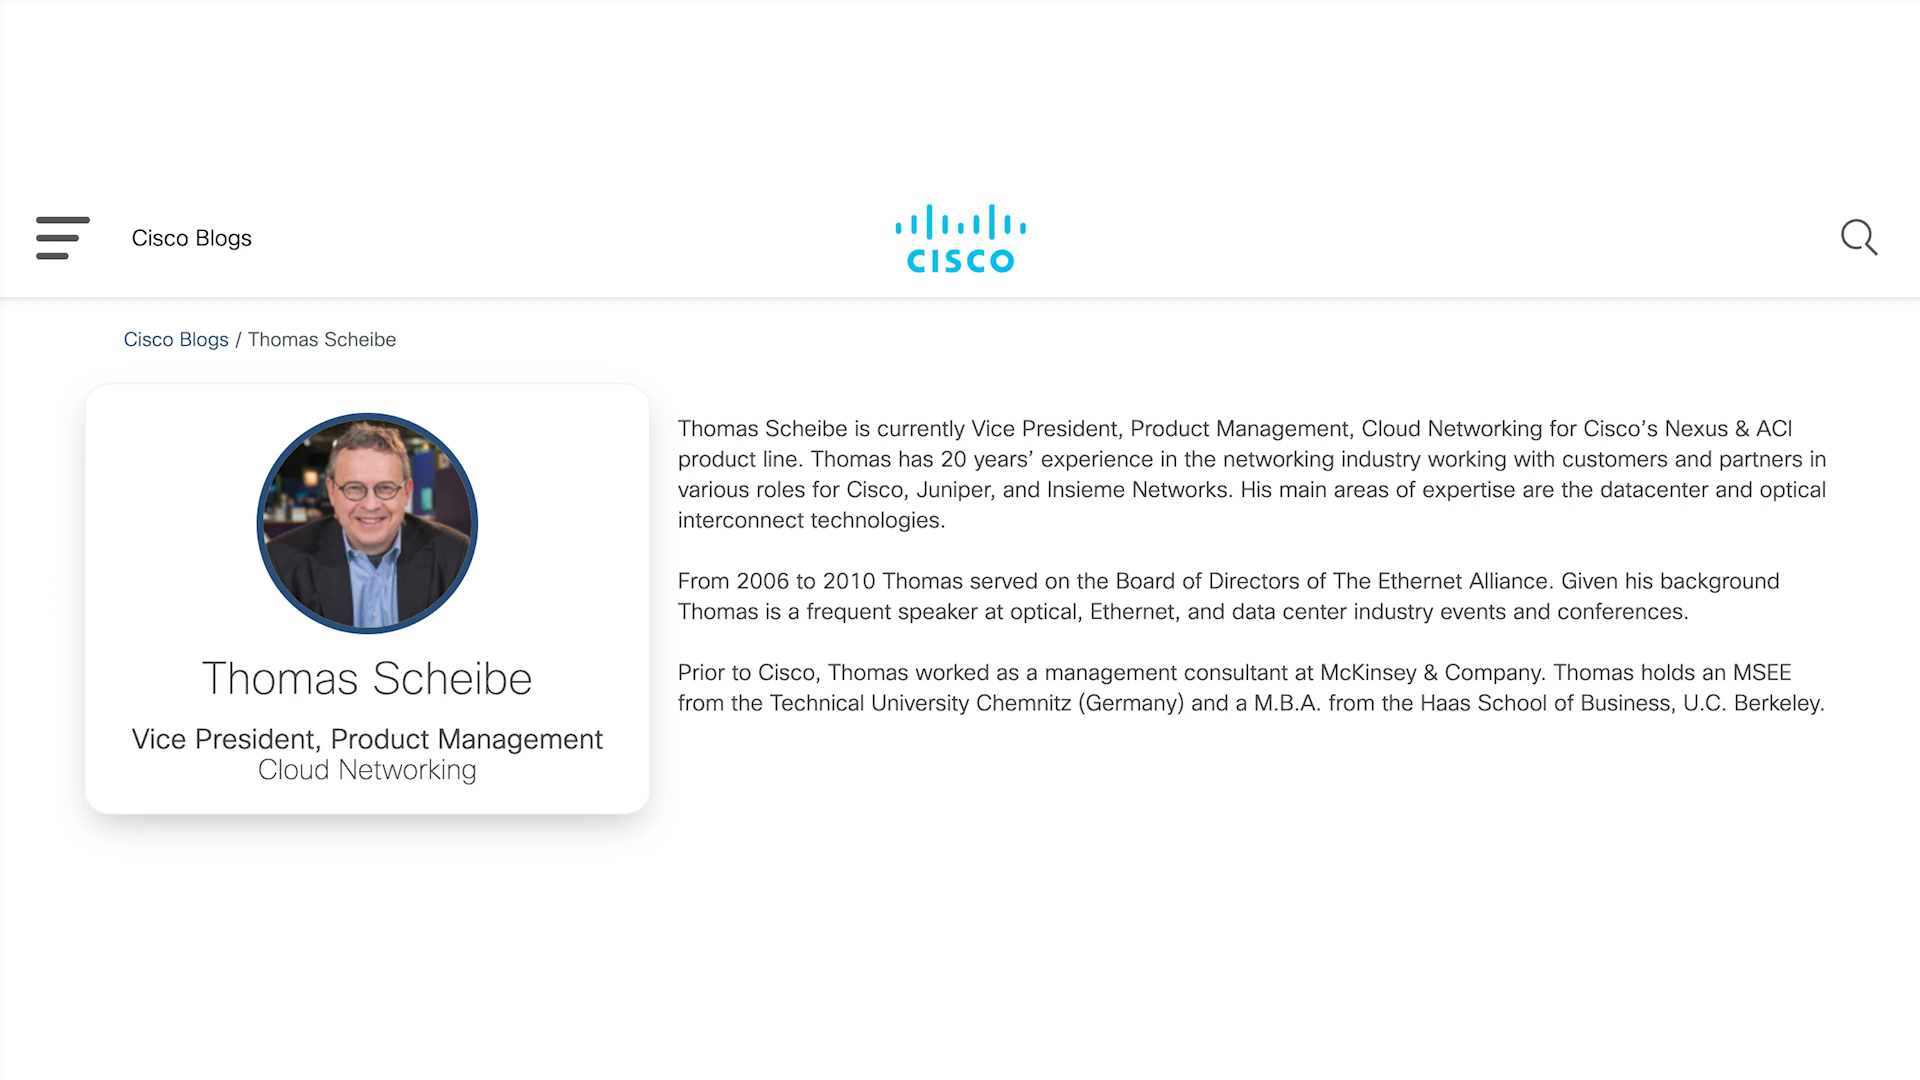 Cisco Blogs
CISCO
Cisco Blogs / Thomas Scheibe
Thomas Scheibe
Vice President, Product Management
Cloud Networking
Thomas Scheibe is currently Vice President, Product Management, Cloud Networking for Cisco’s Nexus & ACI
product line. Thomas has 20 years’ experience in the networking industry working with customers and partners in
various roles for Cisco, Juniper, and Insieme Networks. His main areas of expertise are the datacenter and optical
interconnect technologies.
From 2006 to 2010 Thomas served on the Board of Directors of The Ethernet Alliance. Given his background
Thomas is a frequent speaker at optical, Ethernet, and data center industry events and conferences.
Prior to Cisco, Thomas worked as a management consultant at McKinsey & Company. Thomas holds an MSEE
from the Technical University Chemnitz (Germany) and a M.B.A. from the Haas School of Business, U.C. Berkeley.